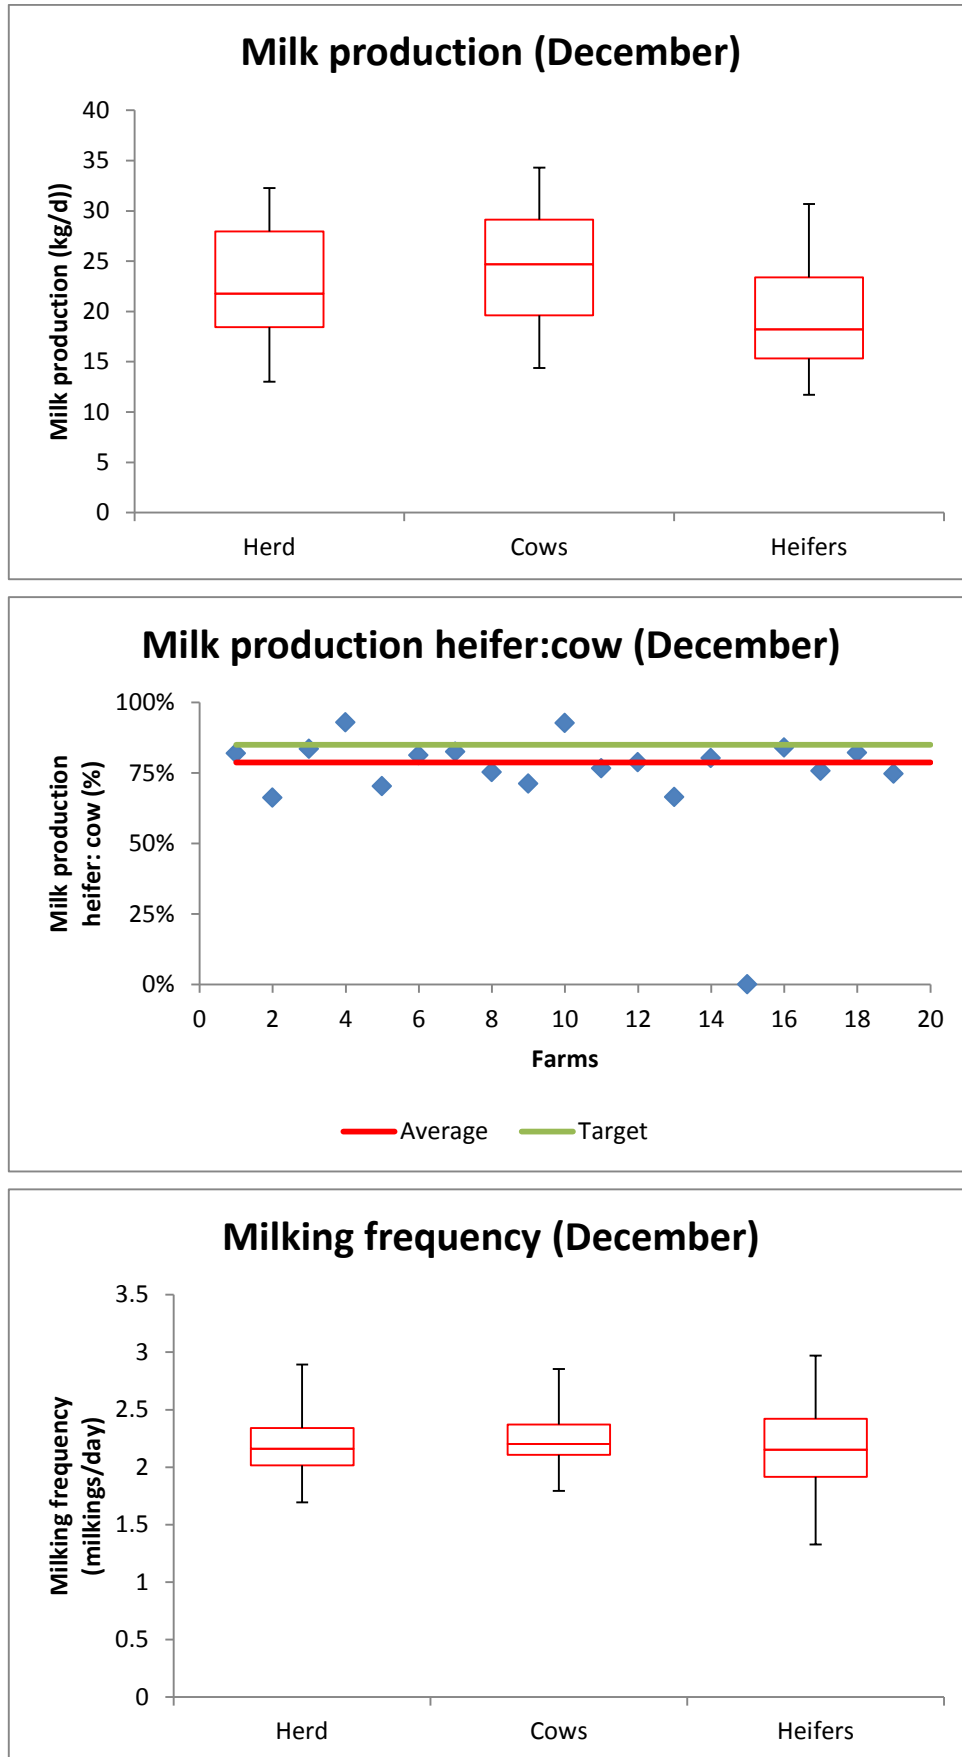 Milk production (December)
40
35
30
25
20
15
10
5
0
Milk production (kg/d))
Herd Cows Heifers
Milk production heifer:cow (December)
100%
75%
50%
25%
0%
Milk production
heifer: cow (%)
0 2 4 6 8 10 12 14 16 18 20
Farms
Average Target
Milking frequency (December)
3.5
3
2.5
2
1.5
1
0.5
0
Milking frequency
(milkings/day)
Herd Cows Heifers